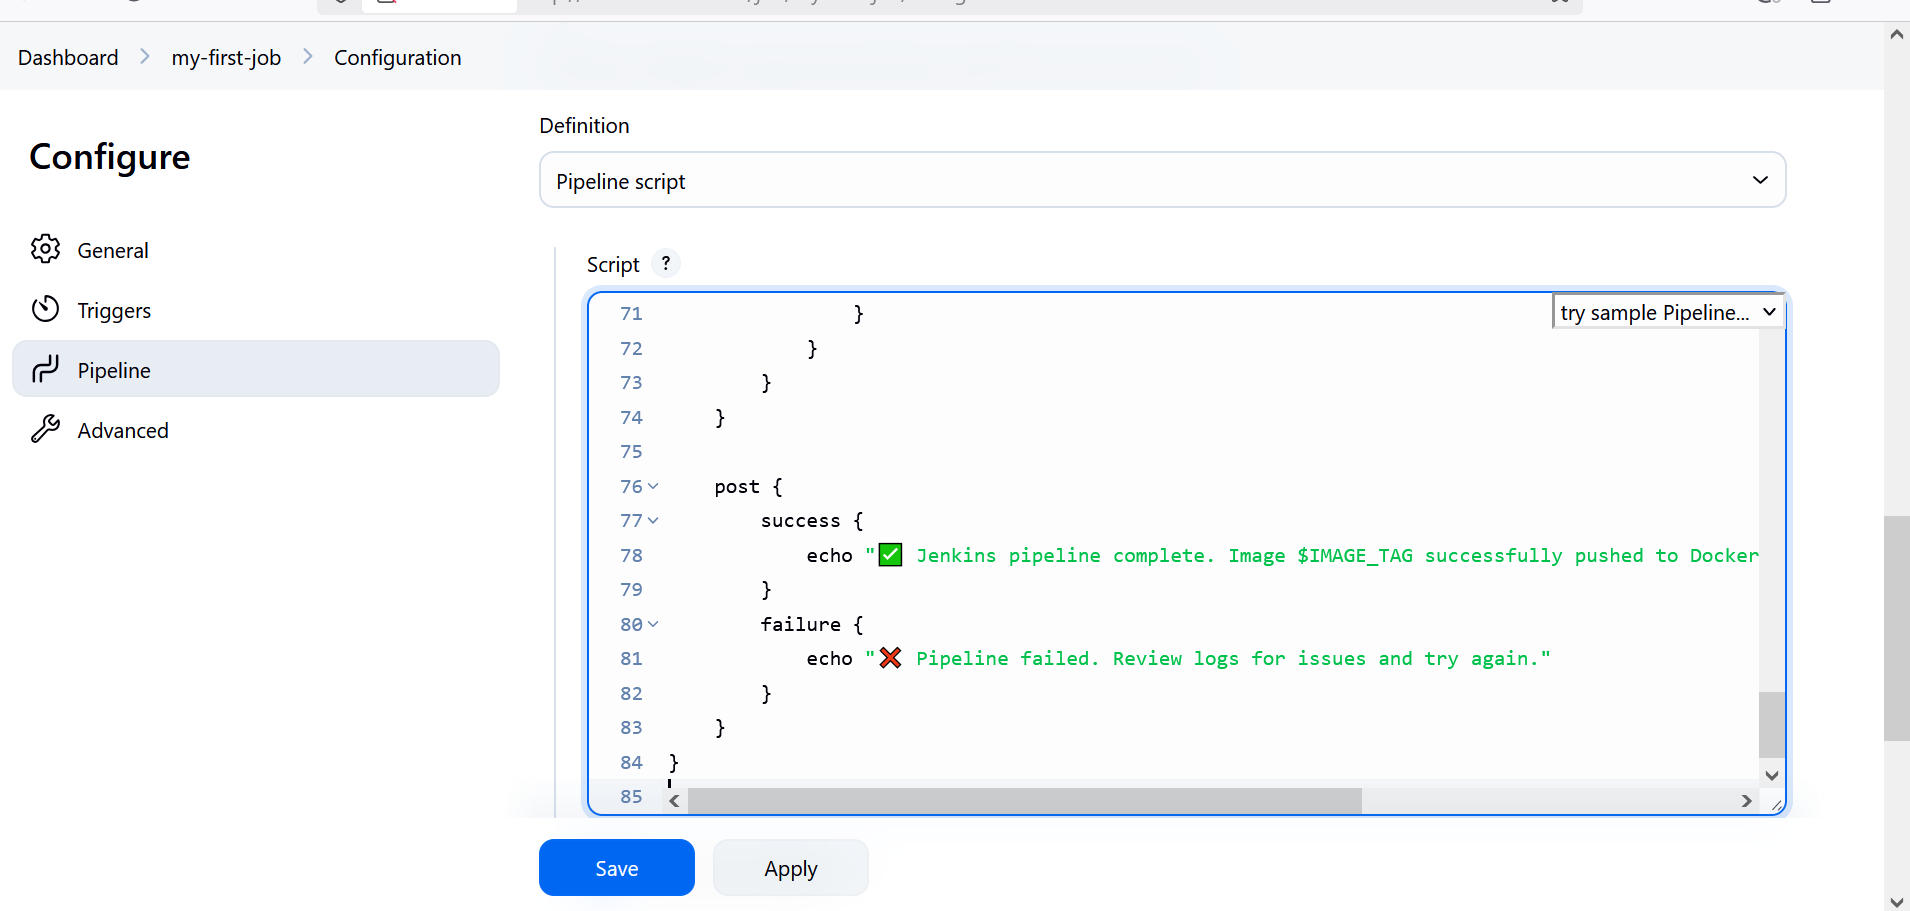 Dashboard > my-first-job > Configuration
Configure
General
Triggers
Pipeline
Advanced
Definition
Pipeline script
Script ?
try sample Pipeline...
71 }
72 }
73 }
74 }
75
76 post {
77 success {
78 echo "✅ Jenkins pipeline complete. Image $IMAGE_TAG successfully pushed to Docker
79 }
80 failure {
81 echo "❌ Pipeline failed. Review logs for issues and try again."
82 }
83 }
84 }
85
Save
Apply